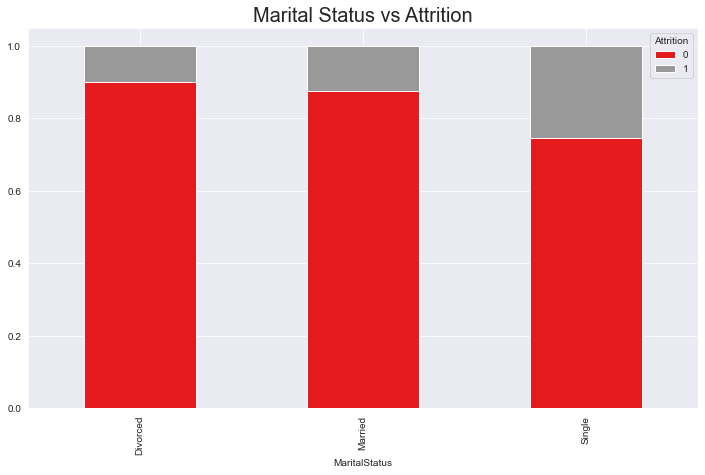 Marital Status vs Attrition
Attrition
0
1
1.0
0.8
0.6
0.4
0.2
0.0
Divorced
Married
Single
MaritalStatus